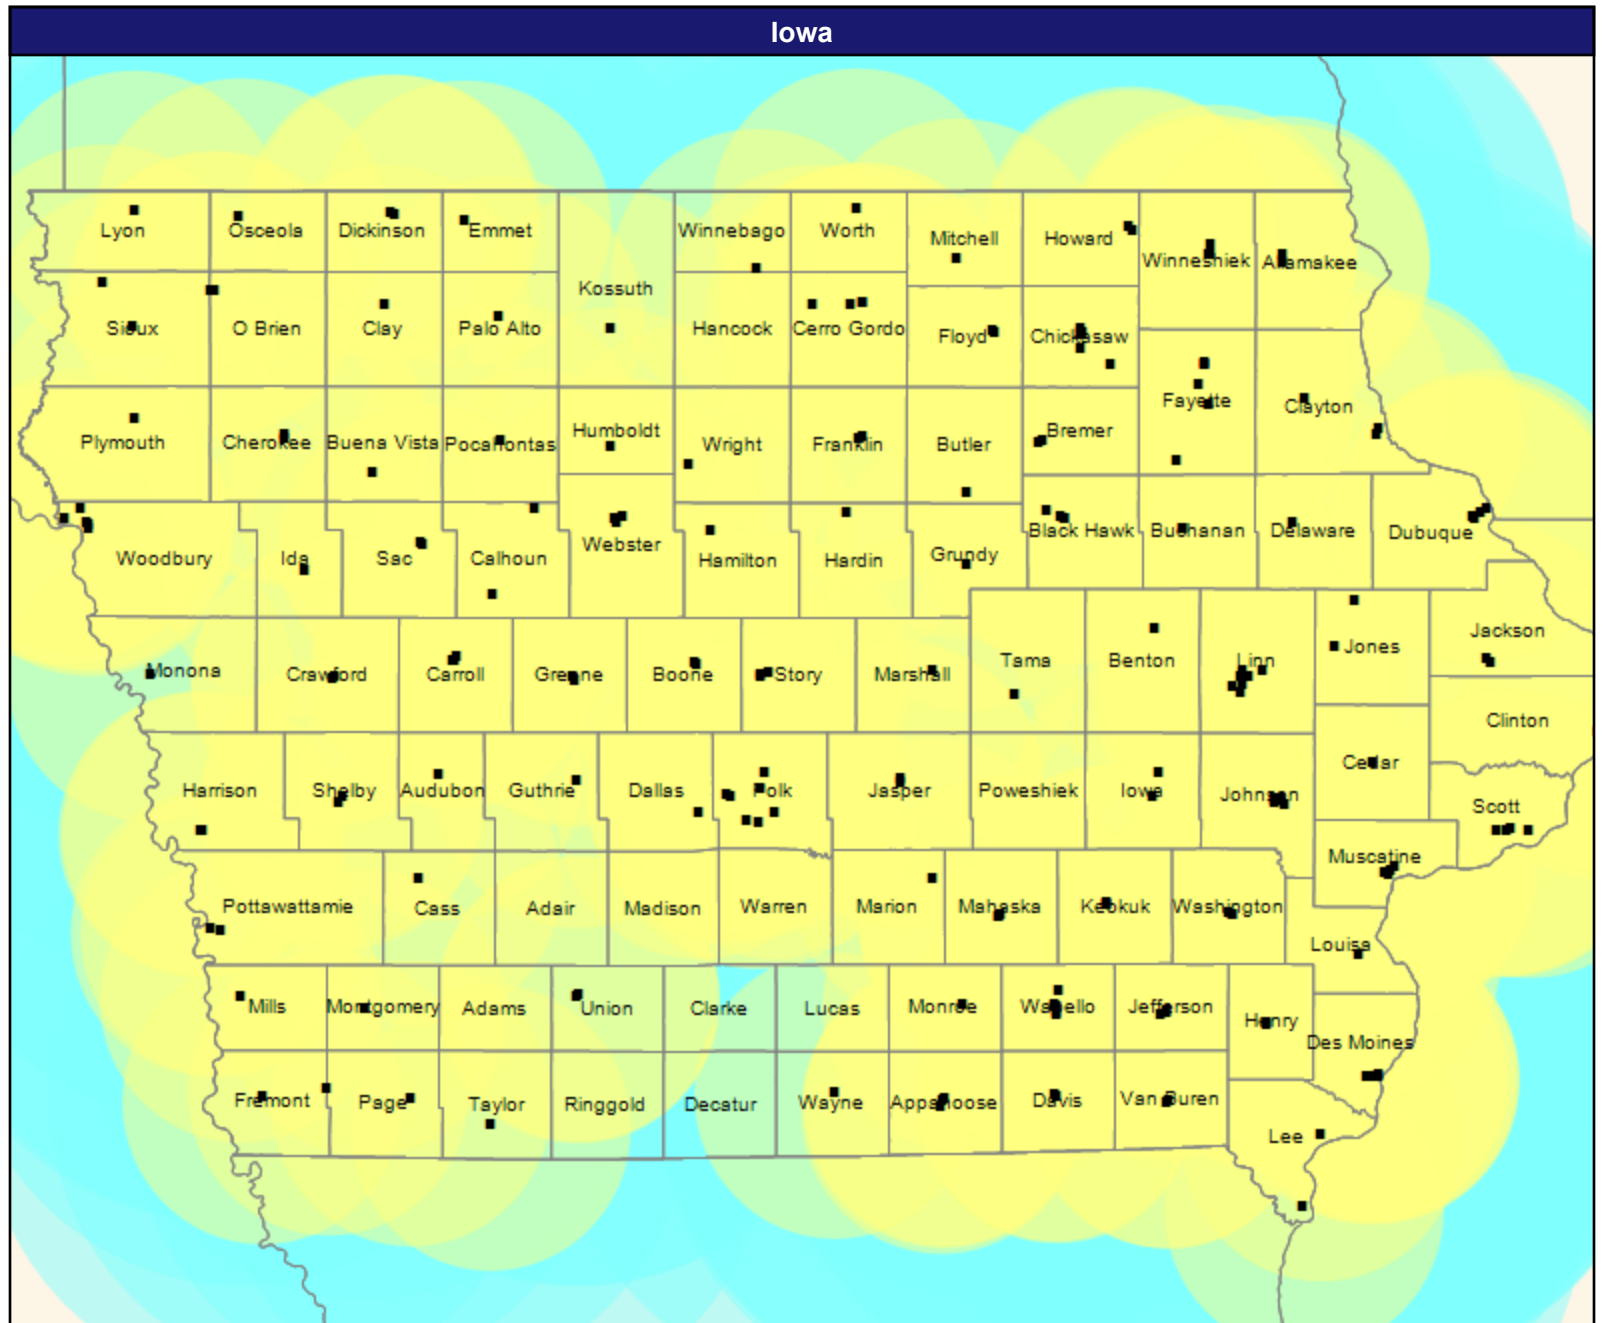 Iowa
Lyon
Osceola
Dickinson
Emmet
Winnebago
Worth
Mitchell
Howard
Winneshiek
Allamakee
Kossuth
Sioux
O Brien
Clay
Palo Alto
Hancock
Cerro Gordo
Floyd
Chickasaw
Fayette
Clayton
Plymouth
Cherokee
Buena Vista
Pocahontas
Humboldt
Wright
Franklin
Butler
Bremer
Woodbury
Ida
Sac
Calhoun
Webster
Hamilton
Hardin
Grundy
Black Hawk
Buchanan
Delaware
Dubuque
Monona
Crawford
Carroll
Greene
Boone
Story
Marshall
Tama
Benton
Linn
Jones
Jackson
Clinton
Harrison
Shelby
Audubon
Guthrie
Dallas
Polk
Jasper
Poweshiek
Iowa
Johnson
Cedar
Scott
Muscatine
Pottawattamie
Cass
Adair
Madison
Warren
Marion
Mahaska
Keokuk
Washington
Louisa
Mills
Montgomery
Adams
Union
Clarke
Lucas
Monroe
Wapello
Jefferson
Henry
Des Moines
Fremont
Page
Taylor
Ringgold
Decatur
Wayne
Appanoose
Davis
Van Buren
Lee